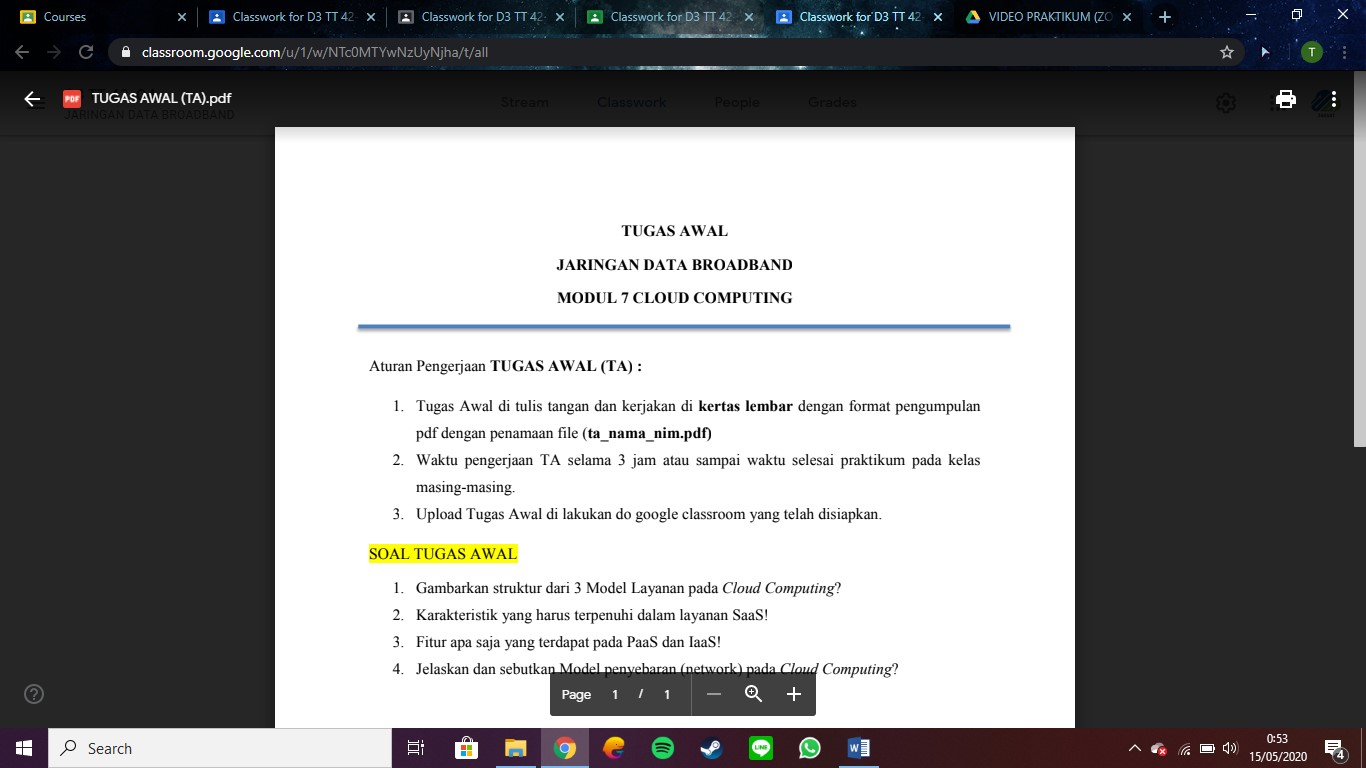 Courses
Classwork for D3 TT 42-
Classwork for D3 TT 42-
Classwork for D3 TT 42-
Classwork for D3 TT 42-
VIDEO PRAKTIKUM (ZO
classroom.google.com/u/1/w/NTc0MTYwNzUyNjha/t/all
T
PDF
TUGAS AWAL (TA).pdf
JARINGAN DATA BROADBAND
Stream
Classwork
People
Grades
TUGAS AWAL
JARINGAN DATA BROADBAND
MODUL 7 CLOUD COMPUTING
Aturan Pengerjaan TUGAS AWAL (TA) :
1. Tugas Awal di tulis tangan dan kerjakan di kertas lembar dengan format pengumpulan
pdf dengan penamaan file (ta_nama_nim.pdf)
2. Waktu pengerjaan TA selama 3 jam atau sampai waktu selesai praktikum pada kelas
masing-masing.
3. Upload Tugas Awal di lakukan do google classroom yang telah disiapkan.
SOAL TUGAS AWAL
1. Gambarkan struktur dari 3 Model Layanan pada Cloud Computing?
2. Karakteristik yang harus terpenuhi dalam layanan SaaS!
3. Fitur apa saja yang terdapat pada PaaS dan IaaS!
4. Jelaskan dan sebutkan Model penyebaran (network) pada Cloud Computing?
Page 1 / 1
Search
LINE
0:53
15/05/2020
4